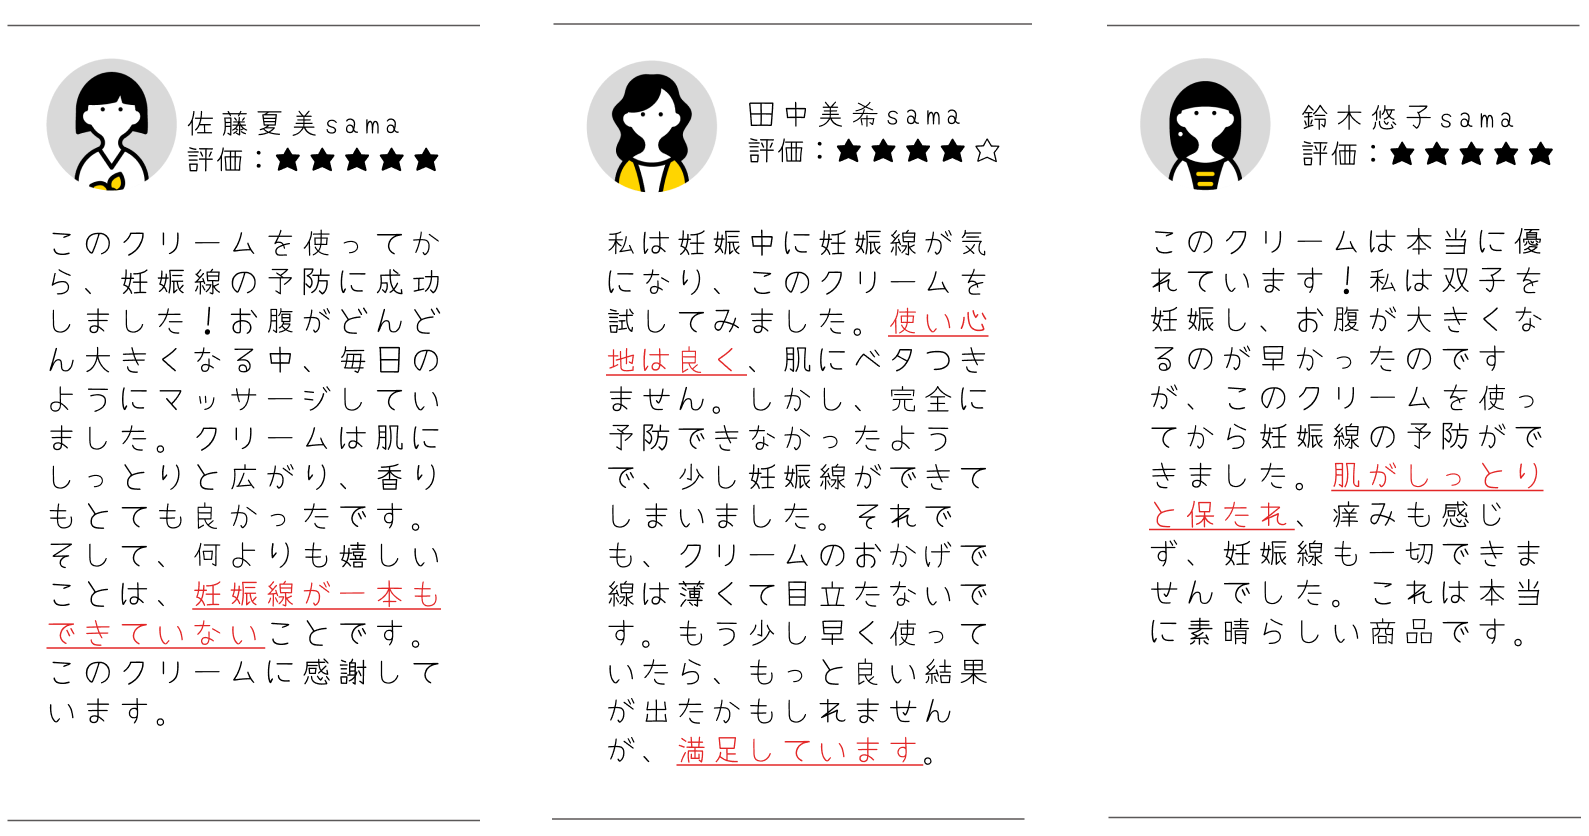 佐藤夏美sama
評価：★★★★★
このクリームを使ってか
ら、妊娠線の予防に成功
しました！お腹がどんど
ん大きくなる中、毎日の
ようにマッサージしてい
ました。クリームは肌に
しっとりと広がり、香り
もとても良かったです。
そして、何よりも嬉しい
ことは、妊娠線が一本も
できていないことです。
このクリームに感謝して
います。
田中美希sama
評価：★★★★☆
私は妊娠中に妊娠線が気
になり、このクリームを
試してみました。使い心
地は良く、肌にベタつき
ません。しかし、完全に
予防できなかったよう
で、少し妊娠線ができて
しまいました。それで
も、クリームのおかげで
線は薄くて目立たないで
す。もう少し早く使って
いたら、もっと良い結果
が出たかもしれません
が、満足しています。
鈴木悠子sama
評価：★★★★★
このクリームは本当に優
れています！私は双子を
妊娠し、お腹が大きくな
るのが早かったのです
が、このクリームを使っ
てから妊娠線の予防がで
きました。肌がしっとり
と保たれ、痒みも感じ
ず、妊娠線も一切できま
せんでした。これは本当
に素晴らしい商品です。